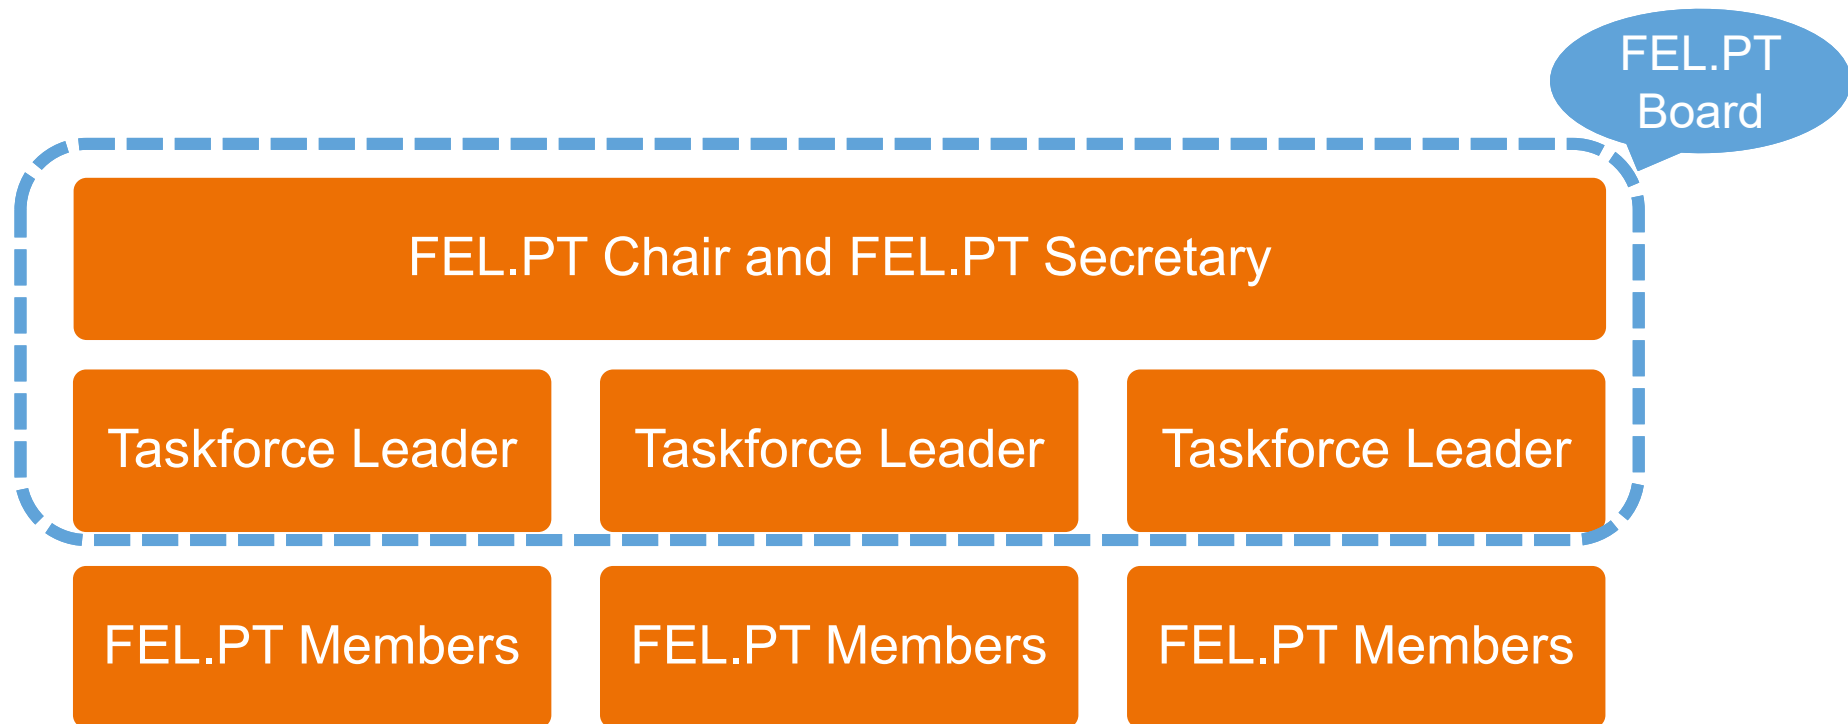 FEL.PT
Board
FEL.PT Chair and FEL.PT Secretary
Taskforce Leader
Taskforce Leader
Taskforce Leader
FEL.PT Members
FEL.PT Members
FEL.PT Members